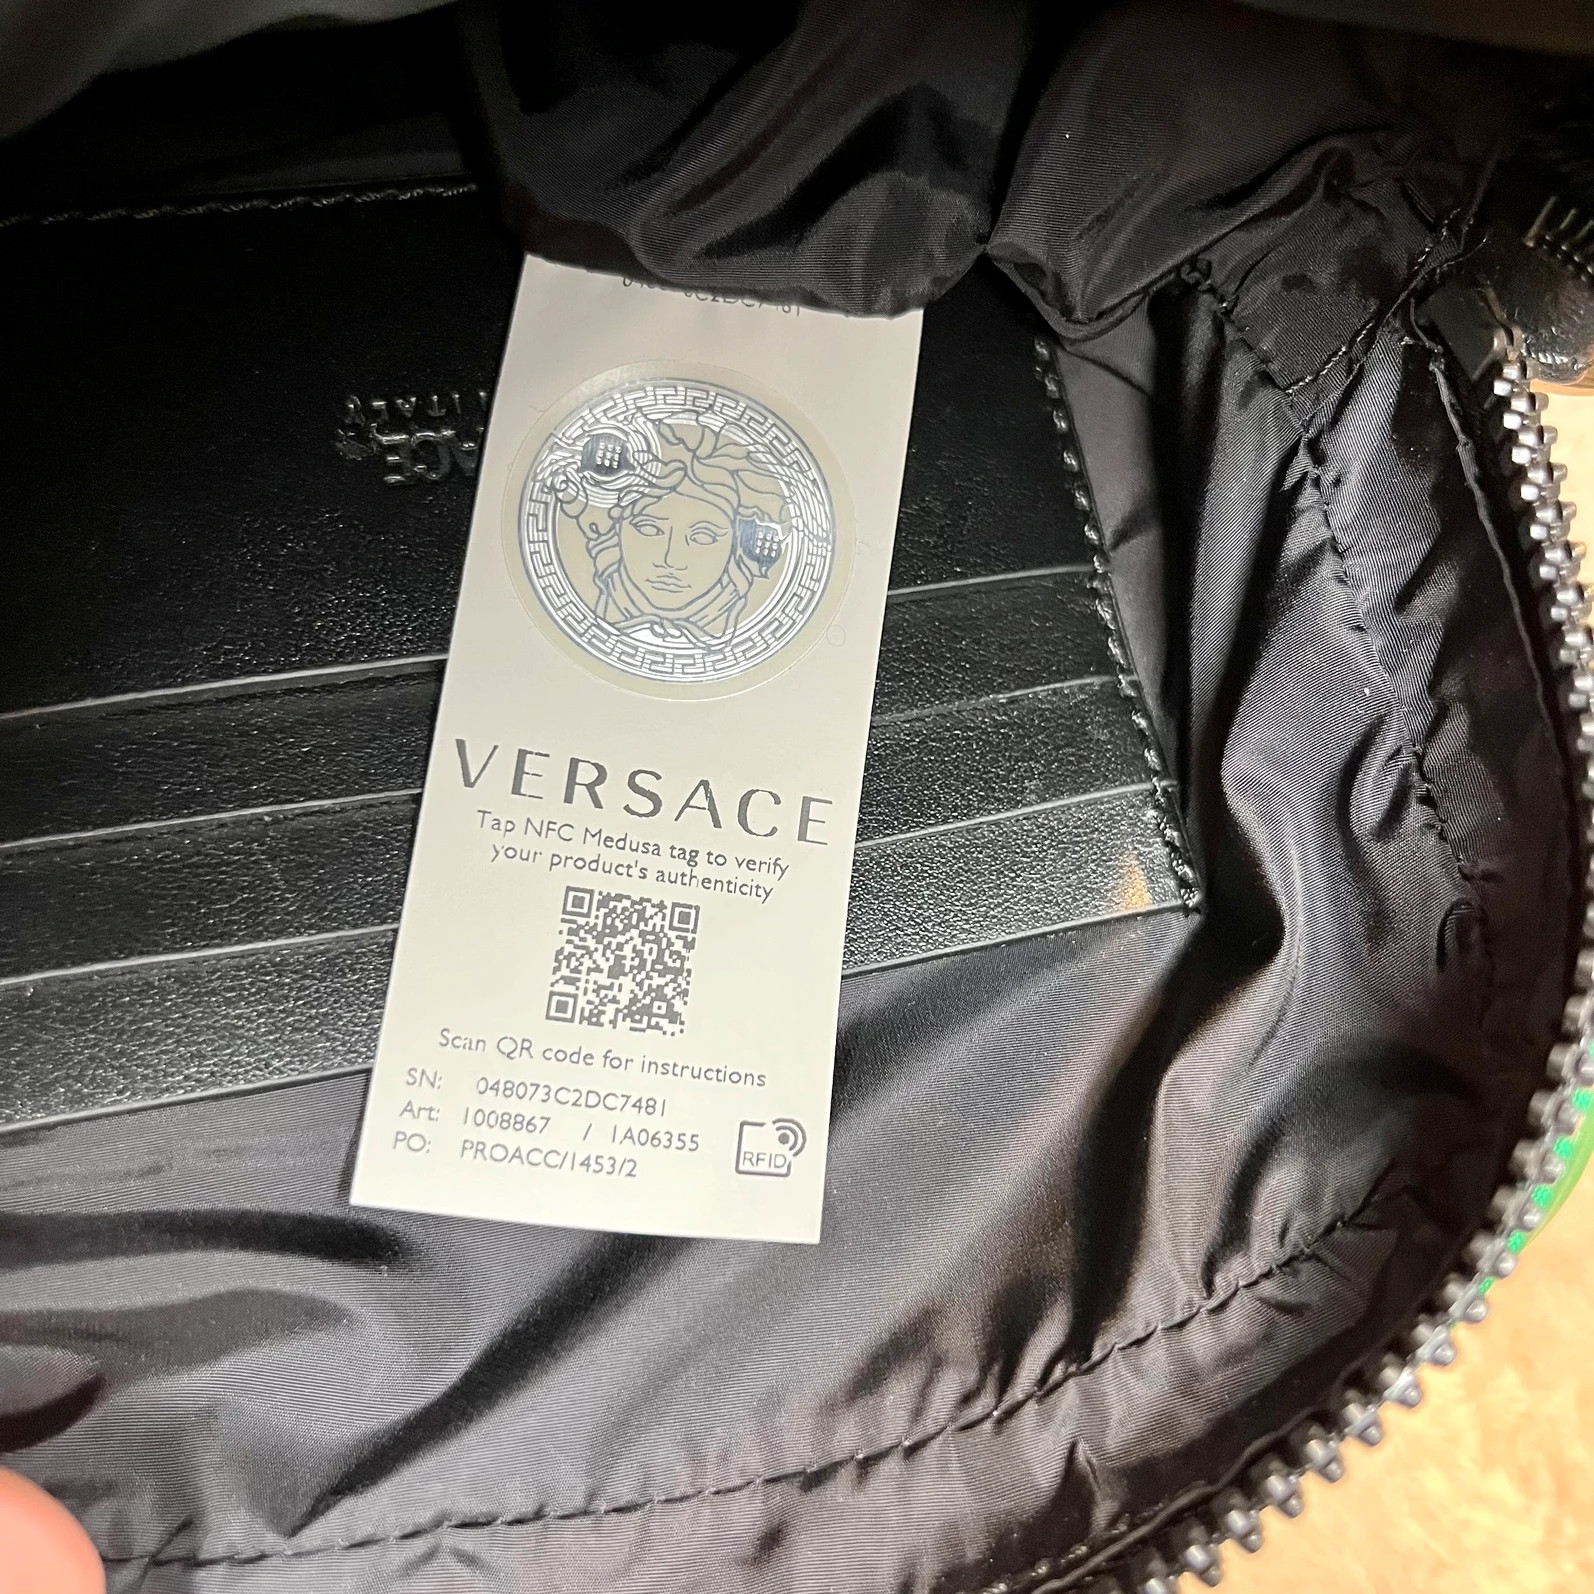 VERSACE
Tap NFC Medusa tag to verify
your product's authenticity
Scan QR code for instructions
SN: 048073C2DC7481
Art: 1008867 / 1A06355
PO: PROACC/1453/2
RFID